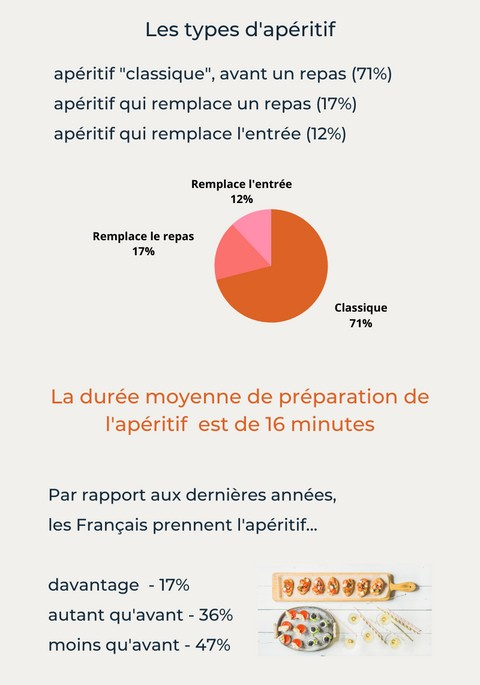 Les types d'apéritif
apéritif "classique", avant un repas (71%)
apéritif qui remplace un repas (17%)
apéritif qui remplace l'entrée (12%)
Remplace l'entrée
12%
Remplace le repas
17%
Classique
71%
La durée moyenne de préparation de
l'apéritif est de 16 minutes
Par rapport aux dernières années,
les Français prennent l'apéritif...
davantage - 17%
autant qu'avant - 36%
moins qu'avant - 47%